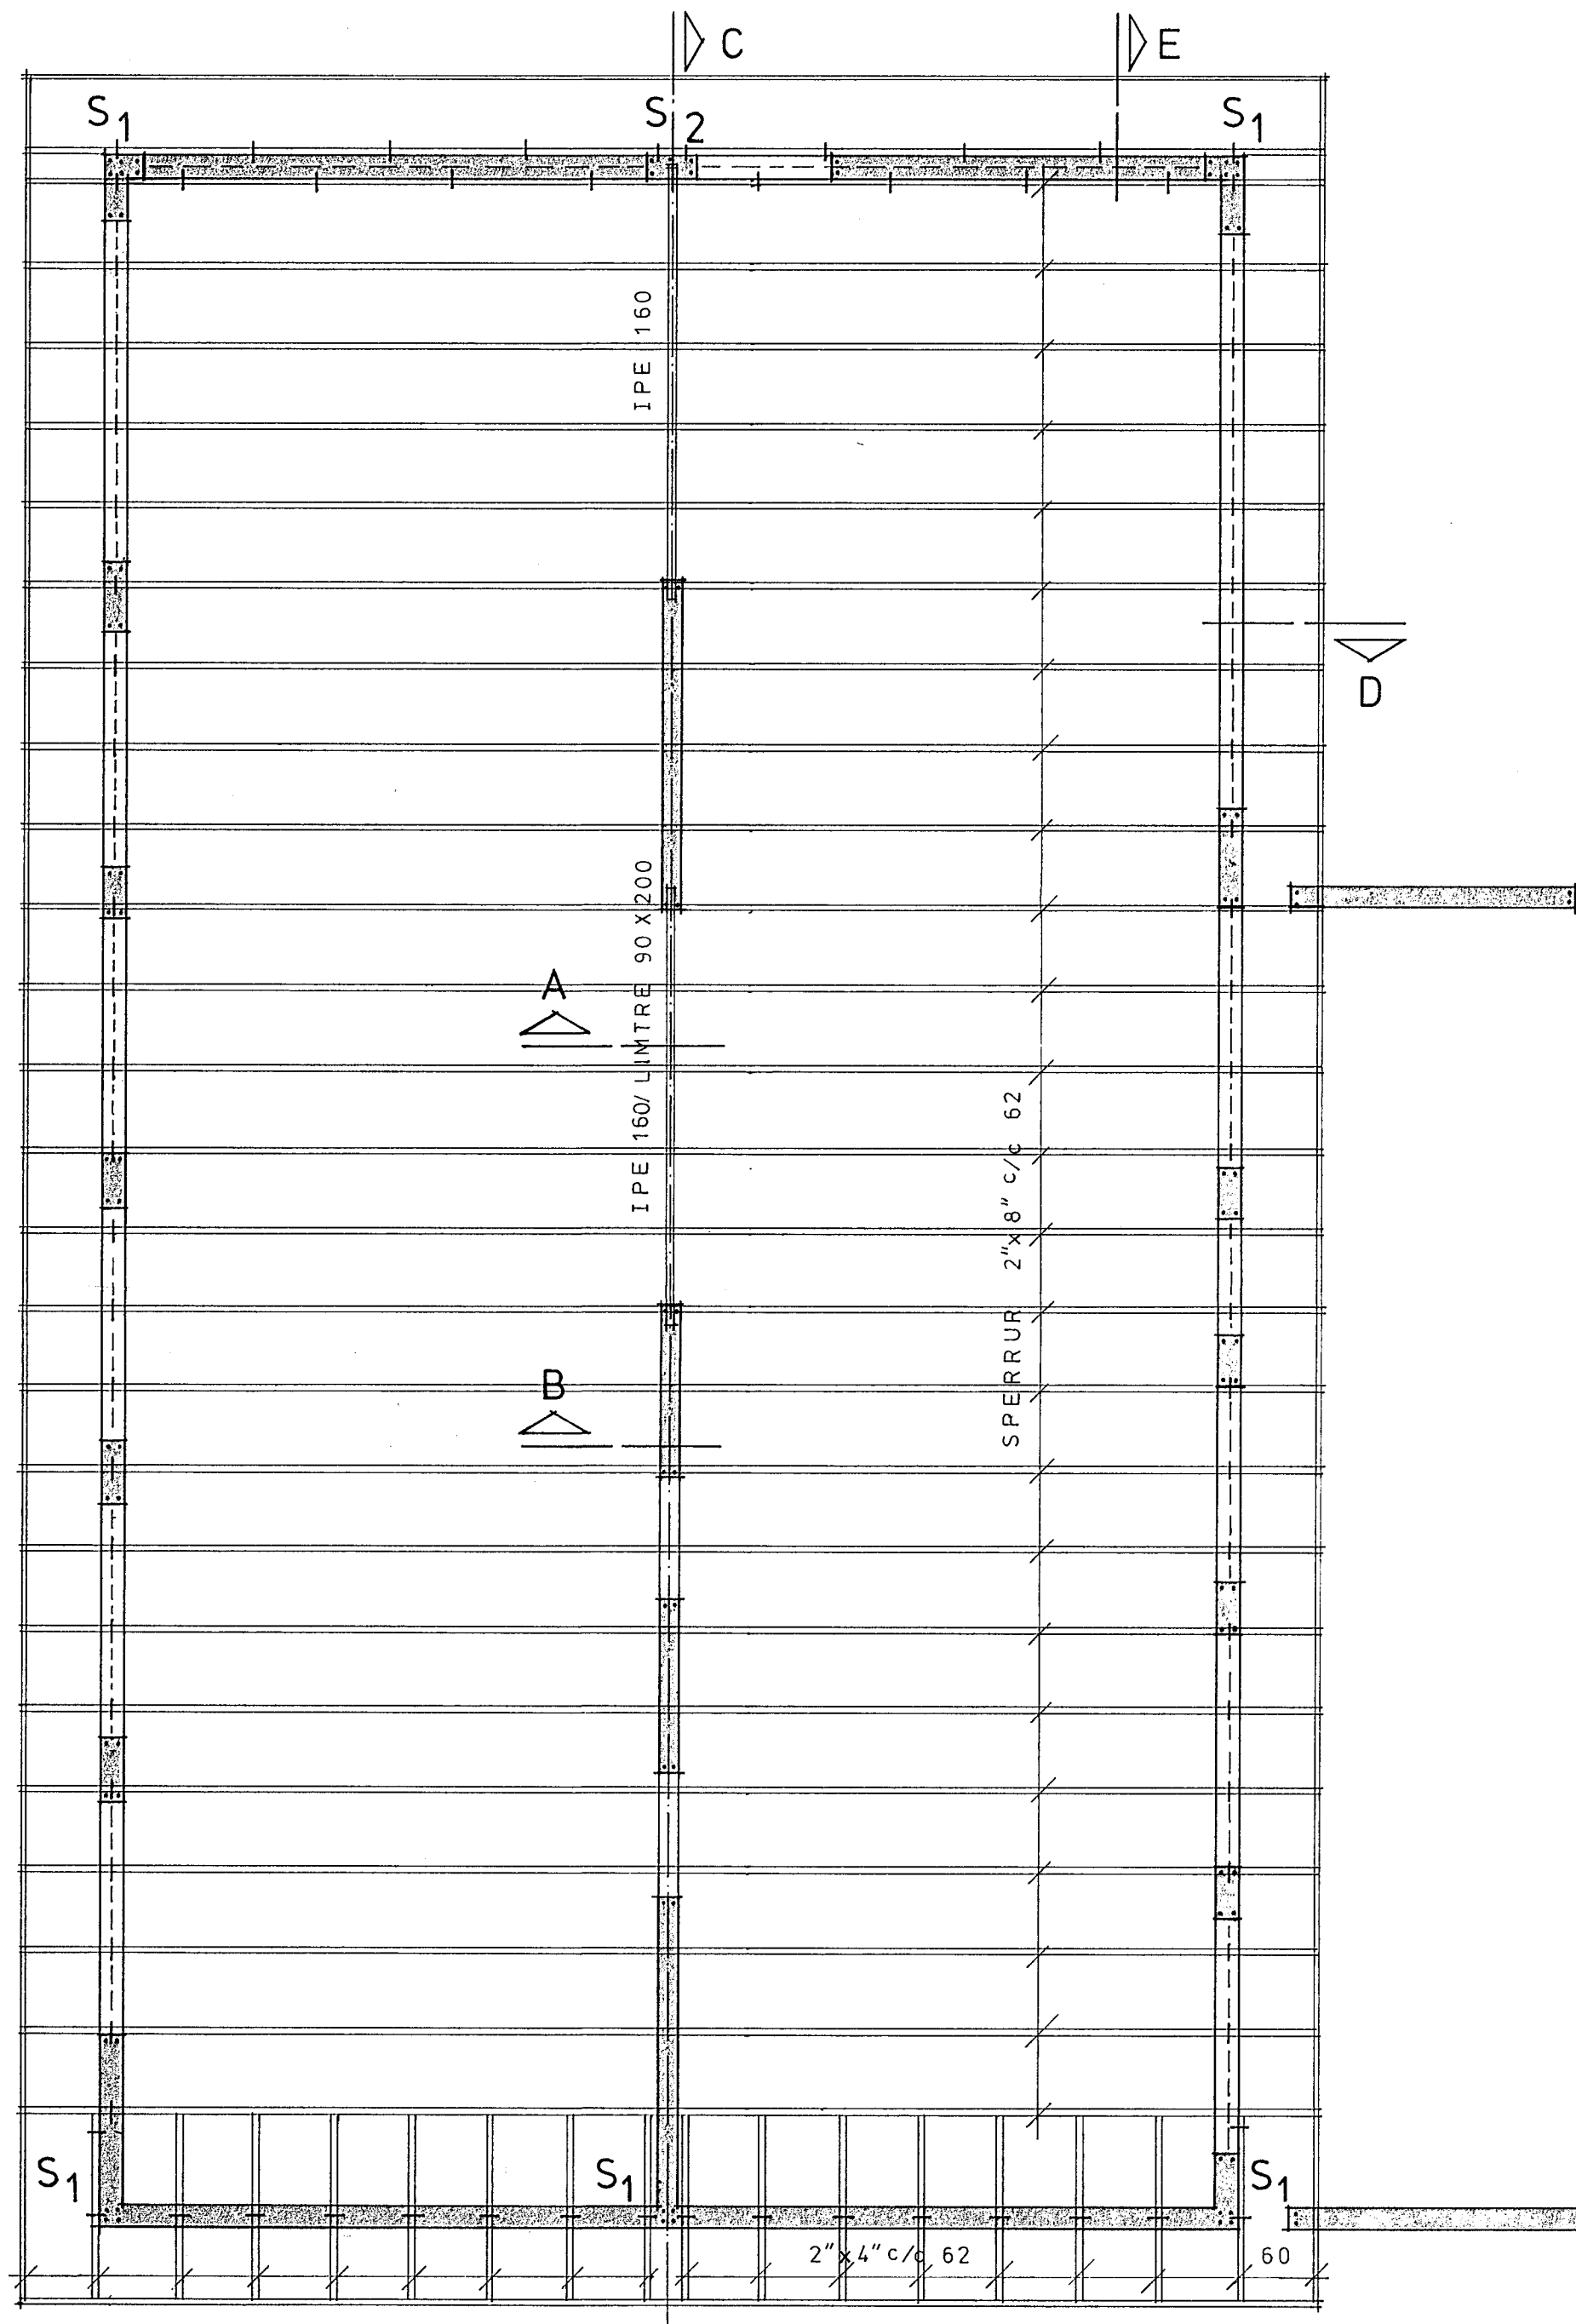 C
E
S1
S2
S1
IPE 160
D
IPE 160/ LIMTRE 90 X 200
A
SPERRUR 2"x8" c/c 62
B
S1
S1
S1
2"x4" c/c 62
60